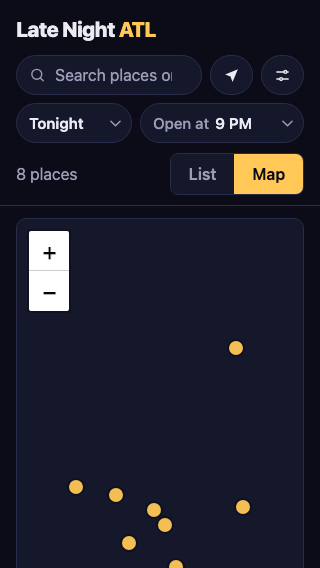 Late Night ATL
Search places o
Tonight
Open at 9 PM
8 places
List
Map
+
−